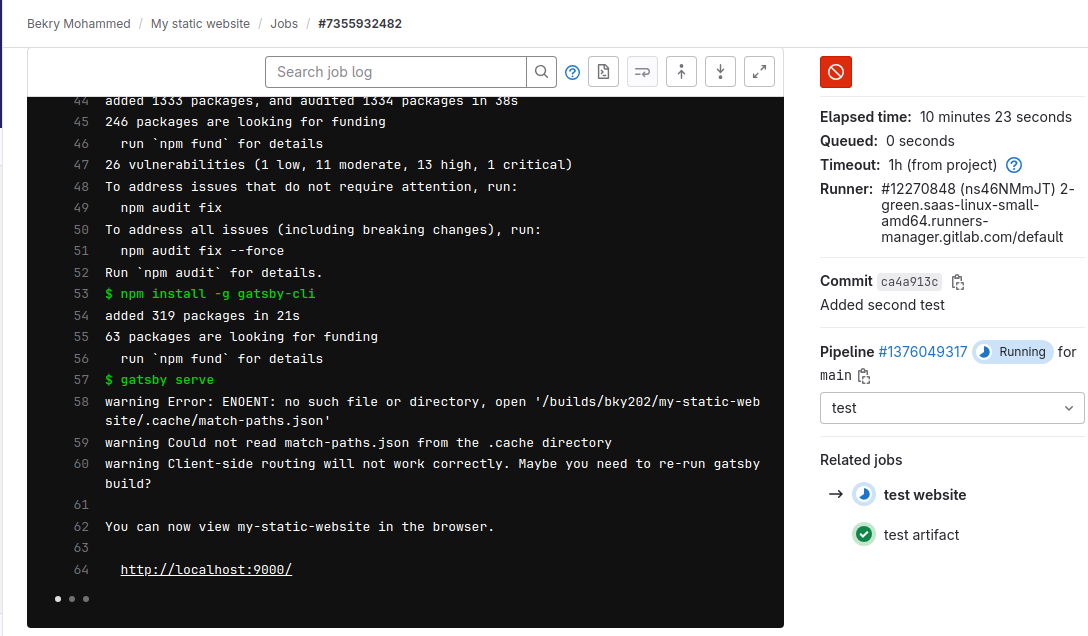 Bekry Mohammed / My static website / Jobs / #7355932482
Search job log
44 added 1333 packages, and audited 1334 packages in 38s
45 246 packages are looking for funding
46 run `npm fund` for details
47 26 vulnerabilities (1 low, 11 moderate, 13 high, 1 critical)
48 To address issues that do not require attention, run:
49 npm audit fix
50 To address all issues (including breaking changes), run:
51 npm audit fix --force
52 Run `npm audit` for details.
53 $ npm install -g gatsby-cli
54 added 319 packages in 21s
55 63 packages are looking for funding
56 run `npm fund` for details
57 $ gatsby serve
58 warning Error: ENOENT: no such file or directory, open '/builds/bky202/my-static-web
site/.cache/match-paths.json'
59 warning Could not read match-paths.json from the .cache directory
60 warning Client-side routing will not work correctly. Maybe you need to re-run gatsby
build?
61
62 You can now view my-static-website in the browser.
63
64 http://localhost:9000/
Elapsed time: 10 minutes 23 seconds
Queued: 0 seconds
Timeout: 1h (from project)
Runner: #12270848 (ns46NMmJT) 2-
green.saas-linux-small-
amd64.runners-
manager.gitlab.com/default
Commit ca4a913c
Added second test
Pipeline #1376049317 Running for
main
test
Related jobs
→ test website
test artifact